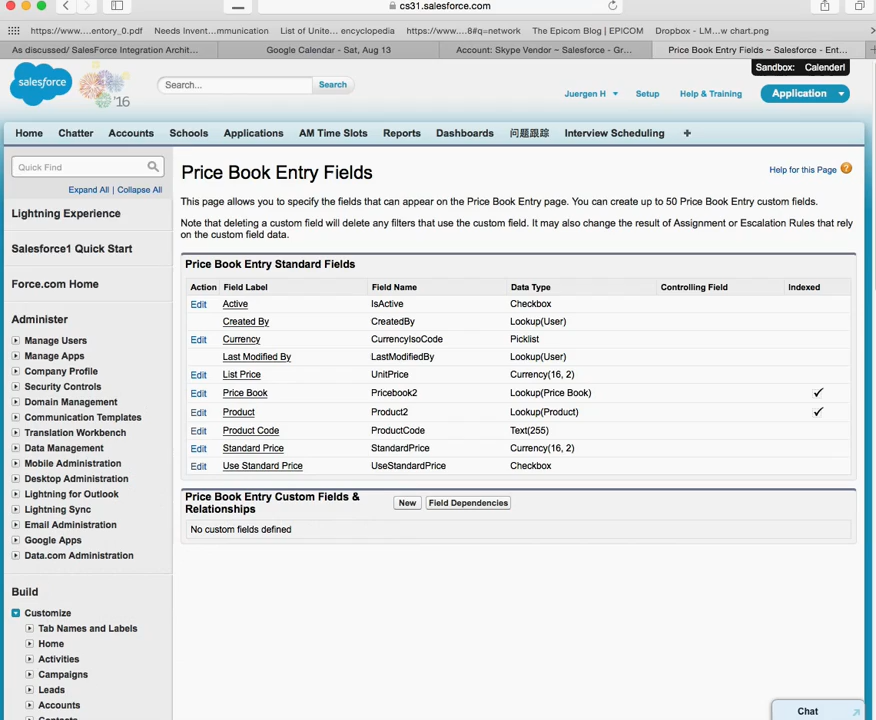 cs31.salesforce.com
https://www....entory_0.pdf Needs Invent...mmunication List of Unite... encyclopedia https://www....8#q=network The Epicom Blog | EPICOM Dropbox - LM...w chart.png
As discussed/ SalesForce Integration Archit... Google Calendar - Sat, Aug 13 Account: Skype Vendor ~ Salesforce - Gr... Price Book Entry Fields ~ Salesforce - Ent...
Sandbox: Calenderl
salesforce '16 Search... Search
Juergen H Setup Help & Training Application
Home Chatter Accounts Schools Applications AM Time Slots Reports Dashboards 问题跟踪 Interview Scheduling +
Quick Find
Expand All | Collapse All
Lightning Experience
Salesforce1 Quick Start
Force.com Home
Administer
Manage Users
Manage Apps
Company Profile
Security Controls
Domain Management
Communication Templates
Translation Workbench
Data Management
Mobile Administration
Desktop Administration
Lightning for Outlook
Lightning Sync
Email Administration
Google Apps
Data.com Administration
Build
Customize
Tab Names and Labels
Home
Activities
Campaigns
Leads
Accounts
Contacts
Price Book Entry Fields
Help for this Page ?
This page allows you to specify the fields that can appear on the Price Book Entry page. You can create up to 50 Price Book Entry custom fields.
Note that deleting a custom field will delete any filters that use the custom field. It may also change the result of Assignment or Escalation Rules that rely
on the custom field data.
Price Book Entry Standard Fields
Action Field Label Field Name Data Type Controlling Field Indexed
Edit Active IsActive Checkbox
Created By CreatedBy Lookup(User)
Edit Currency CurrencyIsoCode Picklist
Last Modified By LastModifiedBy Lookup(User)
Edit List Price UnitPrice Currency(16, 2)
Edit Price Book Pricebook2 Lookup(Price Book) ✓
Edit Product Product2 Lookup(Product) ✓
Edit Product Code ProductCode Text(255)
Edit Standard Price StandardPrice Currency(16, 2)
Edit Use Standard Price UseStandardPrice Checkbox
Price Book Entry Custom Fields &
Relationships
New Field Dependencies
No custom fields defined
Chat